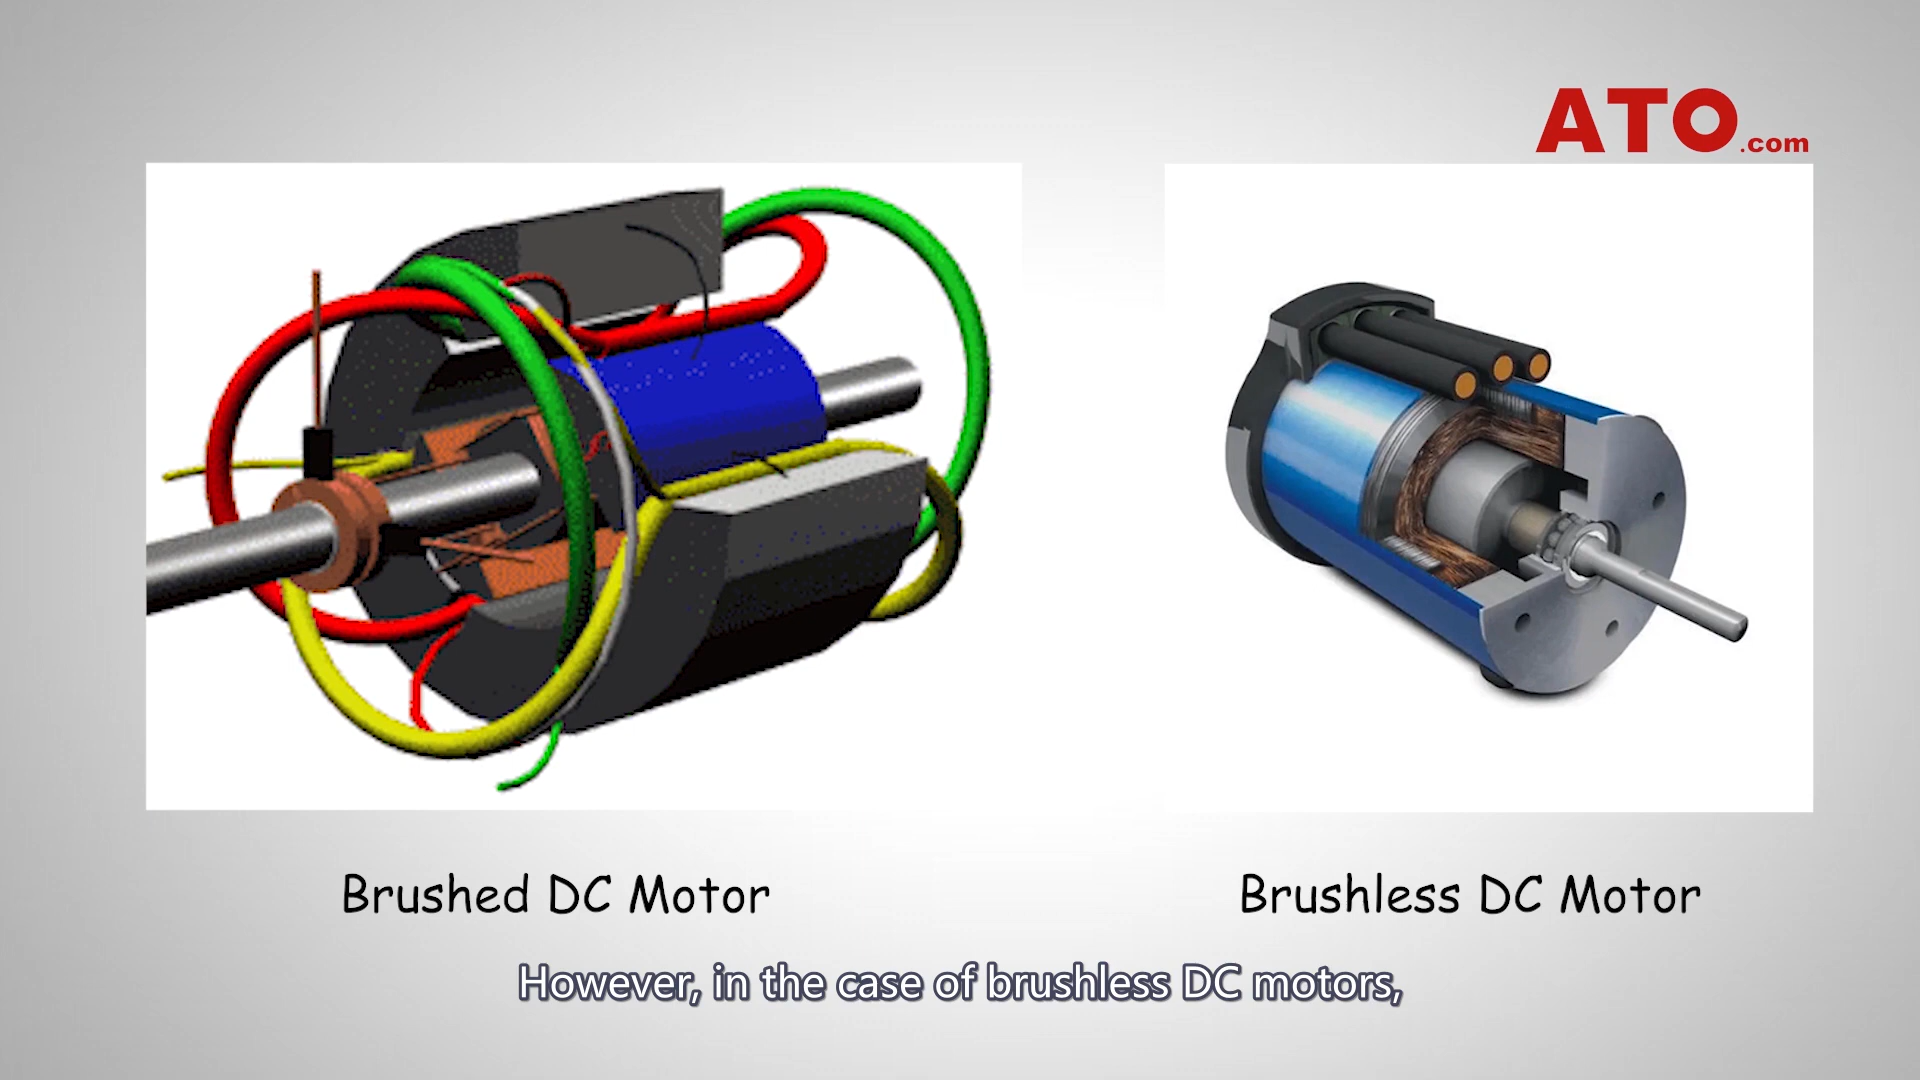 ATO.com
Brushed DC Motor
Brushless DC Motor
However, in the case of brushless DC motors,